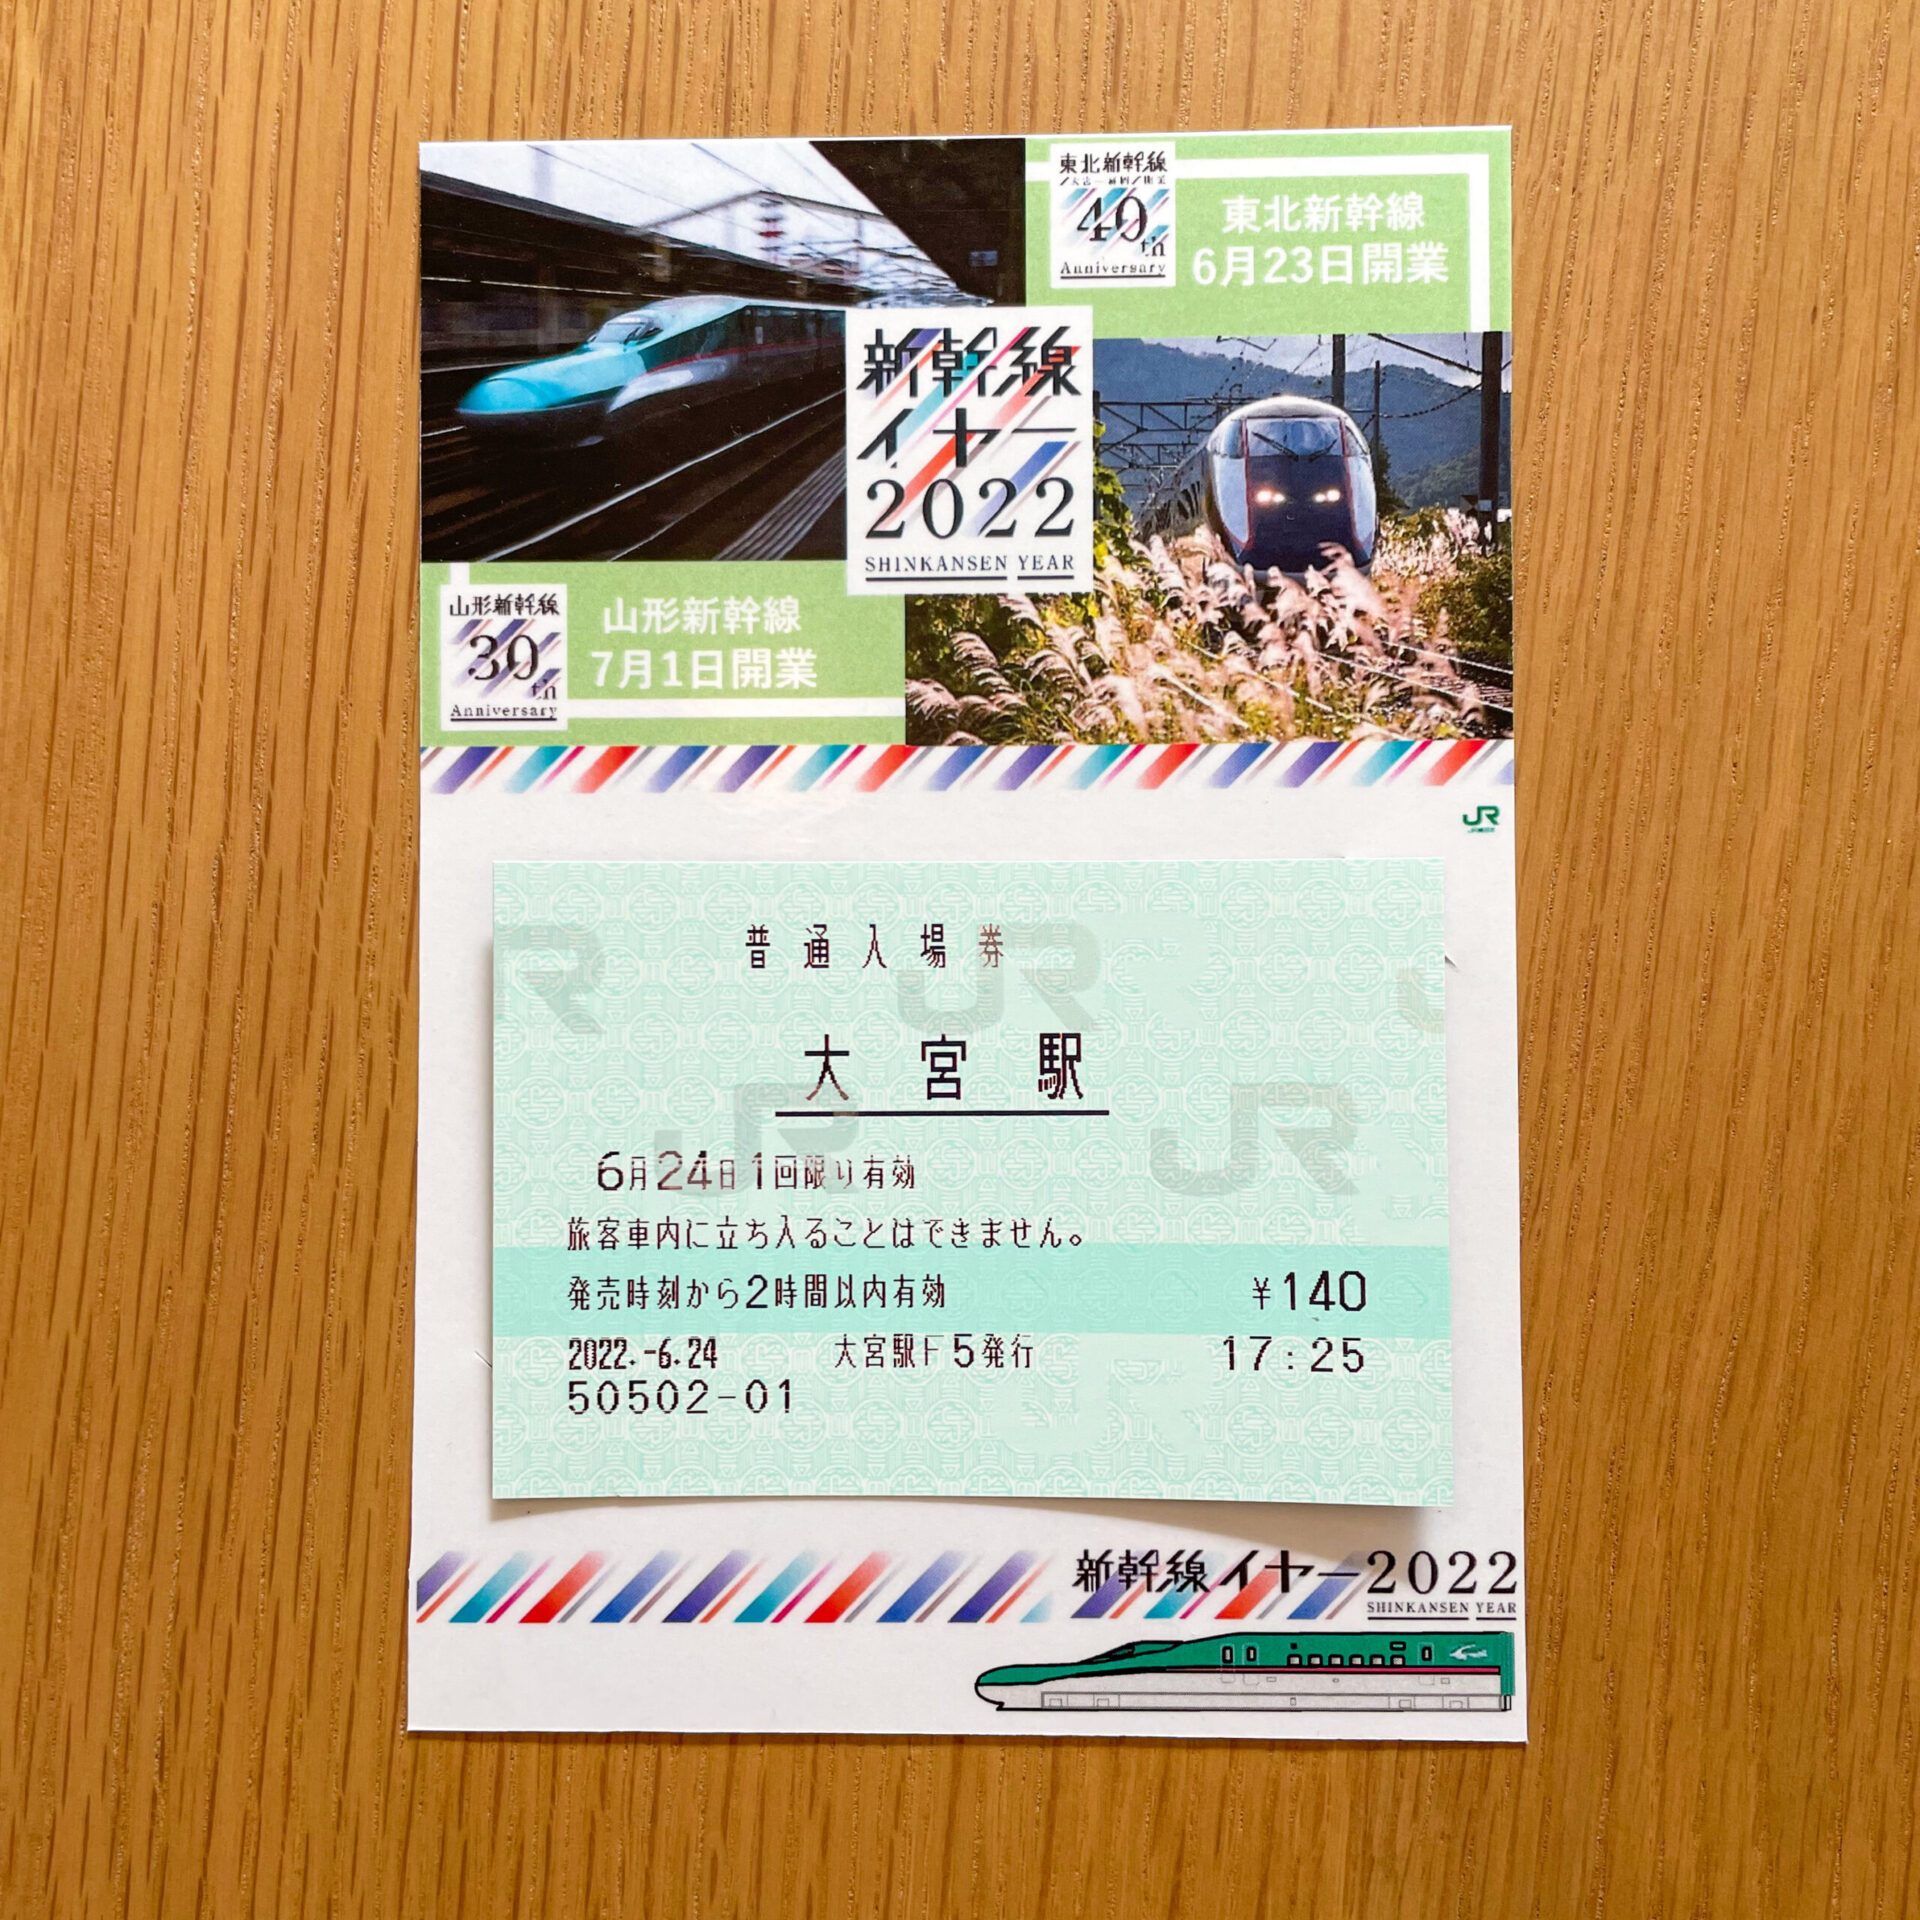 東北新幹線
40th
Anniversary
東北新幹線
6月23日開業
新幹線
イヤー
2022
SHINKANSEN YEAR
山形新幹線
30th
Anniversary
山形新幹線
7月1日開業
JR
普通入場券
大宮駅
6月24日1回限り有効
旅客車内に立ち入ることはできません。
発売時刻から2時間以内有効 ¥140
2022.-6.24 大宮駅F5発行 17:25
50502-01
新幹線イヤー2022
SHINKANSEN YEAR